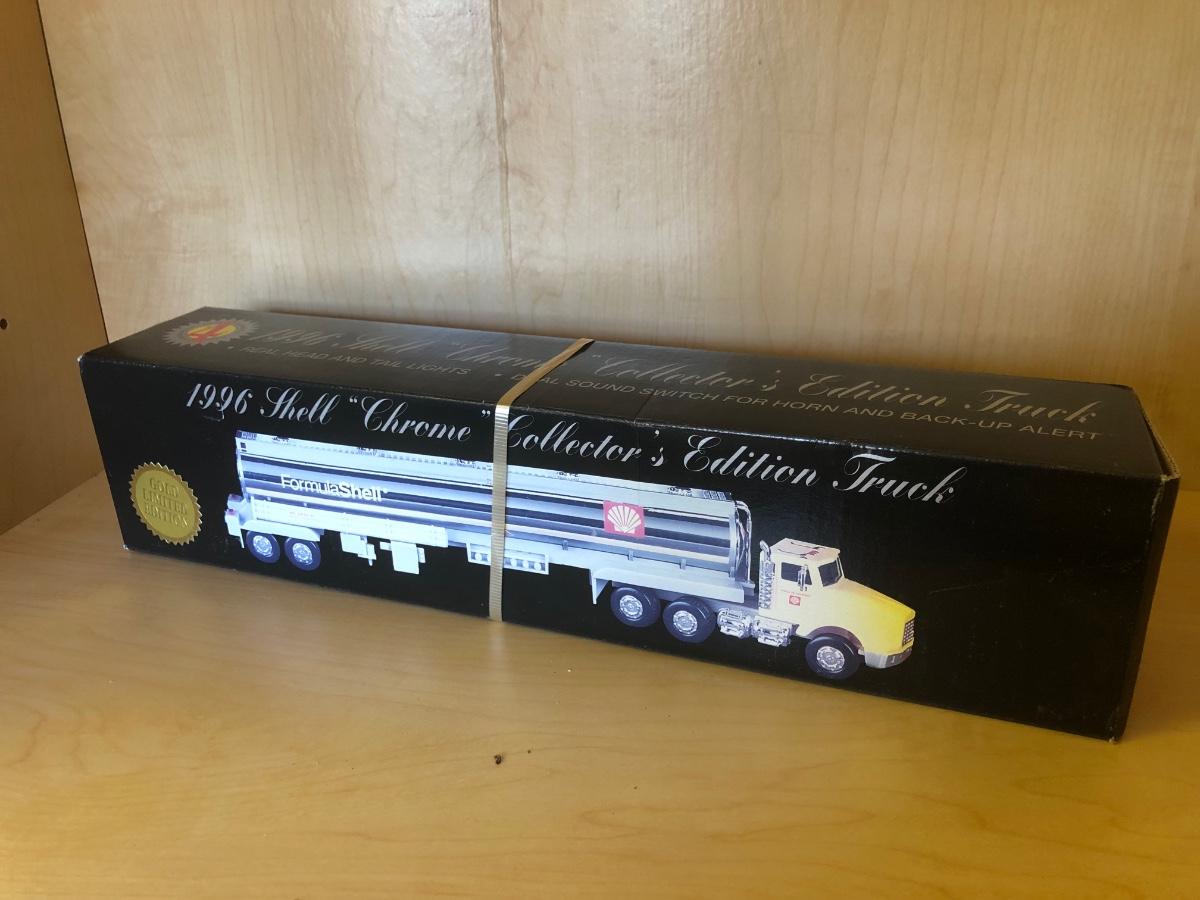 1996 Shell "Chrome" Collector's Edition Truck
• REAL HEAD AND TAIL LIGHTS • DUAL SOUND SWITCH FOR HORN AND BACK-UP ALERT
1996 Shell "Chrome" Collector's Edition Truck
GOLD
LIMITED
EDITION
FormulaShell